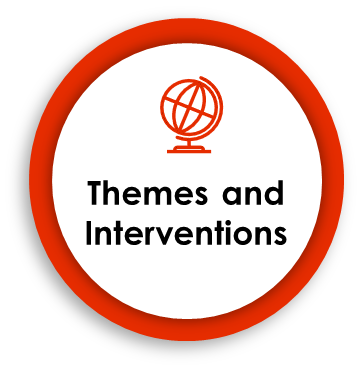 Themes and
Interventions